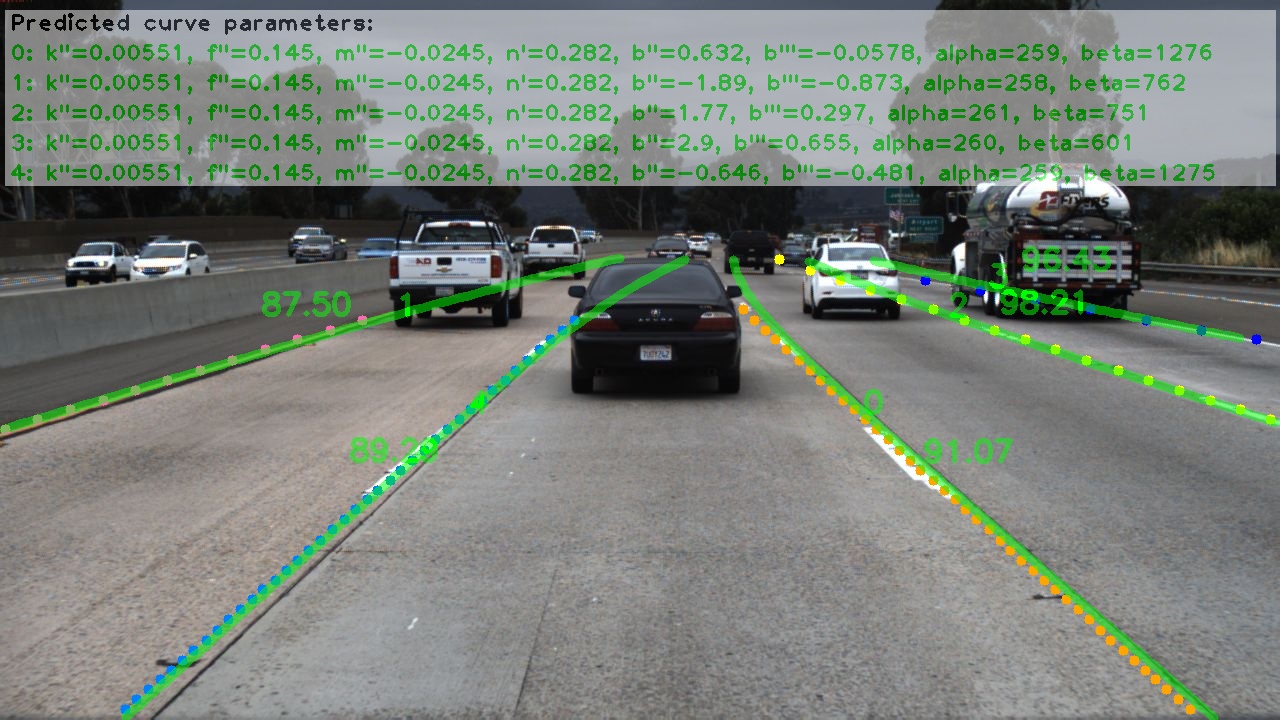 Predicted curve parameters:
0: k''=0.00551, f''=0.145, m''=-0.0245, n'=0.282, b''=0.632, b'''=-0.0578, alpha=259, beta=1276
1: k''=0.00551, f''=0.145, m''=-0.0245, n'=0.282, b''=-1.89, b'''=-0.873, alpha=258, beta=762
2: k''=0.00551, f''=0.145, m''=-0.0245, n'=0.282, b''=1.77, b'''=0.297, alpha=261, beta=751
3: k''=0.00551, f''=0.145, m''=-0.0245, n'=0.282, b''=2.9, b'''=0.655, alpha=260, beta=601
4: k''=0.00551, f''=0.145, m''=-0.0245, n'=0.282, b''=-0.646, b'''=-0.481, alpha=259, beta=1275
FLYERS
Airport
3 96.43
87.50 1
2 98.21
ACURA
4
0
91.07